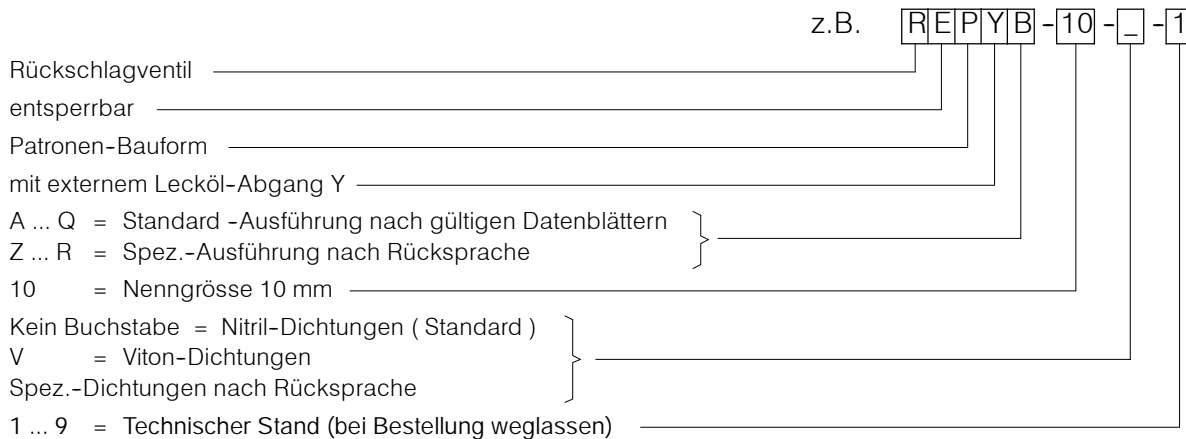 z.B. REPYB-10-_-1
Rückschlagventil
entsperrbar
Patronen-Bauform
mit externem Lecköl-Abgang Y
A ... Q = Standard -Ausführung nach gültigen Datenblättern
Z ... R = Spez.-Ausführung nach Rücksprache
10 = Nenngrösse 10 mm
Kein Buchstabe = Nitril-Dichtungen ( Standard )
V = Viton-Dichtungen
Spez.-Dichtungen nach Rücksprache
1 ... 9 = Technischer Stand (bei Bestellung weglassen)